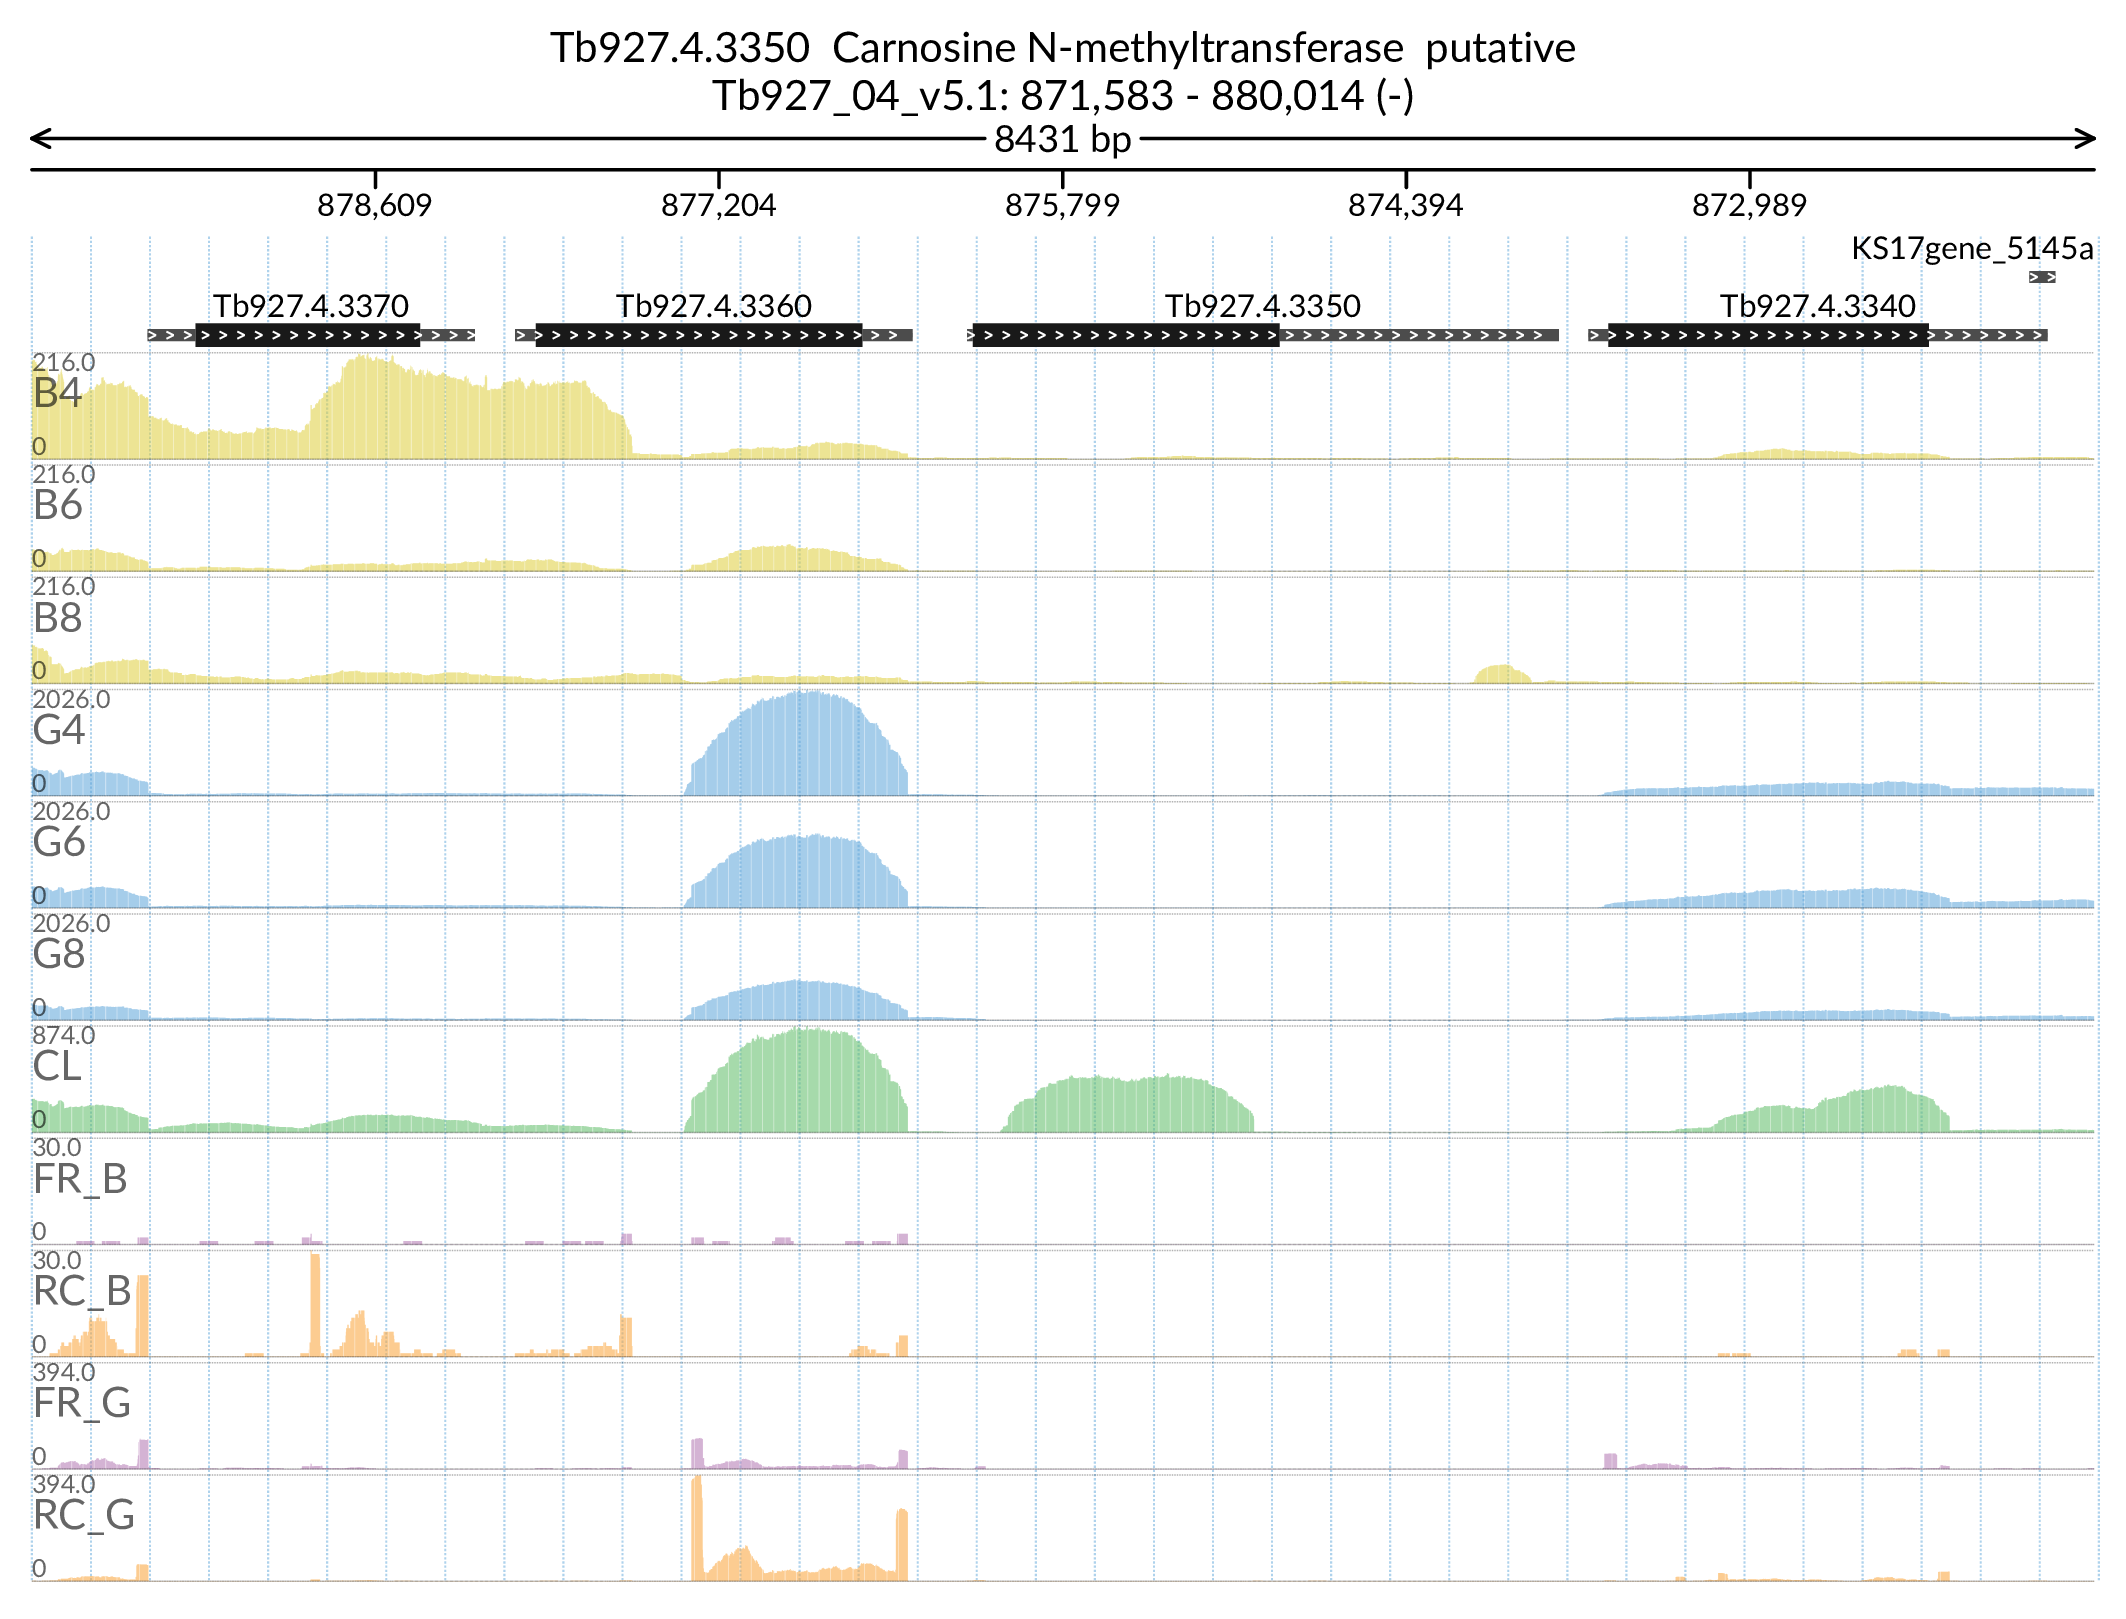 Tb927.4.3350 Carnosine N-methyltransferase putative
Tb927_04_v5.1: 871,583 - 880,014 (-)
8431 bp
878,609 877,204 875,799 874,394 872,989
KS17gene_5145a
Tb927.4.3370 Tb927.4.3360 Tb927.4.3350 Tb927.4.3340
216.0
B4
0
216.0
B6
0
216.0
B8
0
2026.0
G4
0
2026.0
G6
0
2026.0
G8
0
874.0
CL
0
30.0
FR_B
0
30.0
RC_B
0
394.0
FR_G
0
394.0
RC_G
0